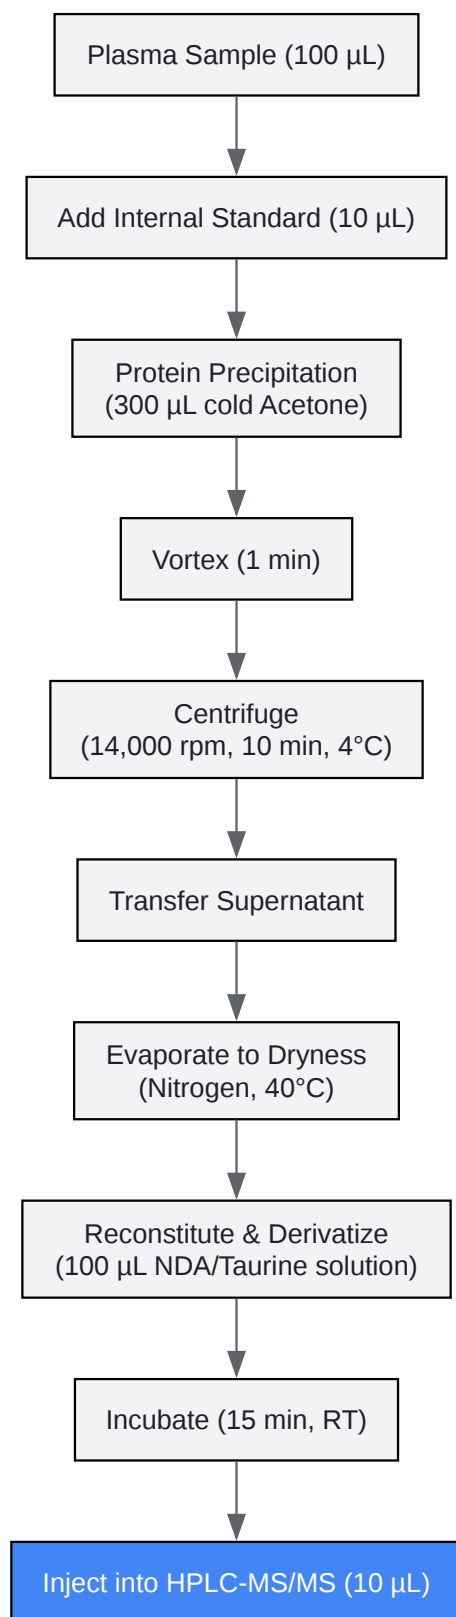 Plasma Sample (100 µL)
Add Internal Standard (10 µL)
Protein Precipitation
(300 µL cold Acetone)
Vortex (1 min)
Centrifuge
(14,000 rpm, 10 min, 4°C)
Transfer Supernatant
Evaporate to Dryness
(Nitrogen, 40°C)
Reconstitute & Derivatize
(100 µL NDA/Taurine solution)
Incubate (15 min, RT)
Inject into HPLC-MS/MS (10 µL)